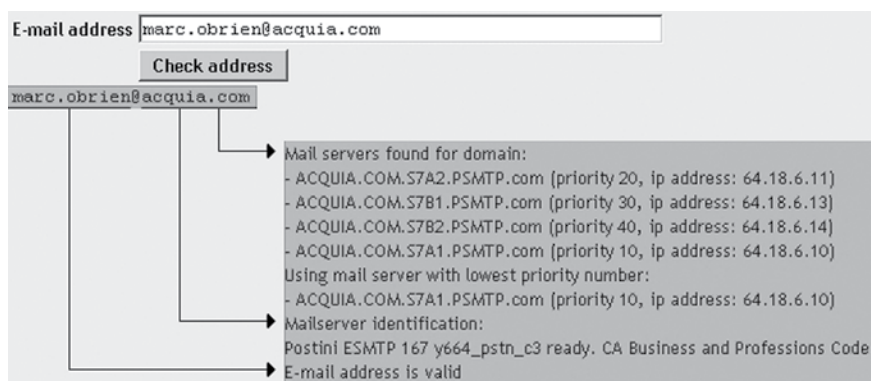 E-mail address marc.obrien@acquia.com
Check address
marc.obrien@acquia.com
Mail servers found for domain:
- ACQUIA.COM.S7A2.PSMTP.com (priority 20, ip address: 64.18.6.11)
- ACQUIA.COM.S7B1.PSMTP.com (priority 30, ip address: 64.18.6.13)
- ACQUIA.COM.S7B2.PSMTP.com (priority 40, ip address: 64.18.6.14)
- ACQUIA.COM.S7A1.PSMTP.com (priority 10, ip address: 64.18.6.10)
Using mail server with lowest priority number:
- ACQUIA.COM.S7A1.PSMTP.com (priority 10, ip address: 64.18.6.10)
Mailserver identification:
Postini ESMTP 167 y664_pstn_c3 ready. CA Business and Professions Code
E-mail address is valid